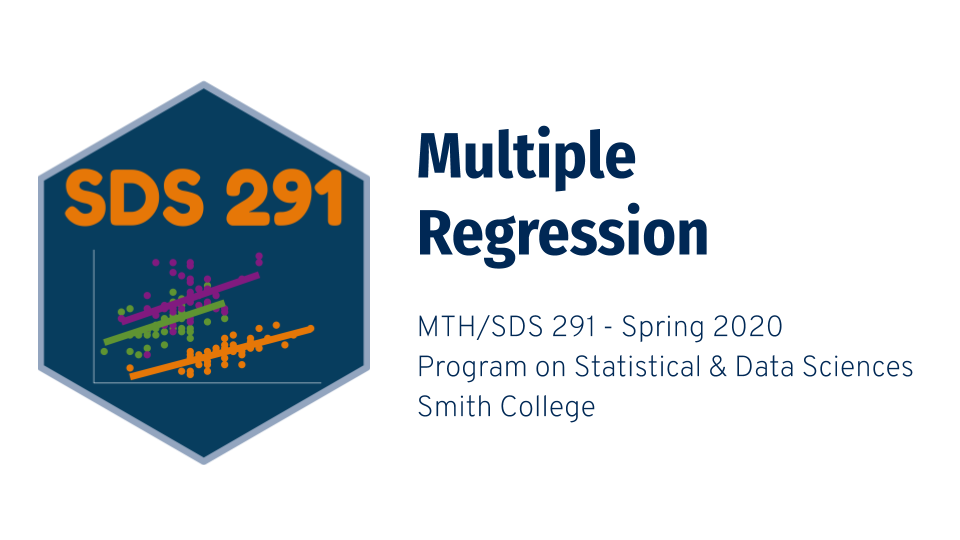 SDS 291
Multiple
Regression
MTH/SDS 291 - Spring 2020
Program on Statistical & Data Sciences
Smith College